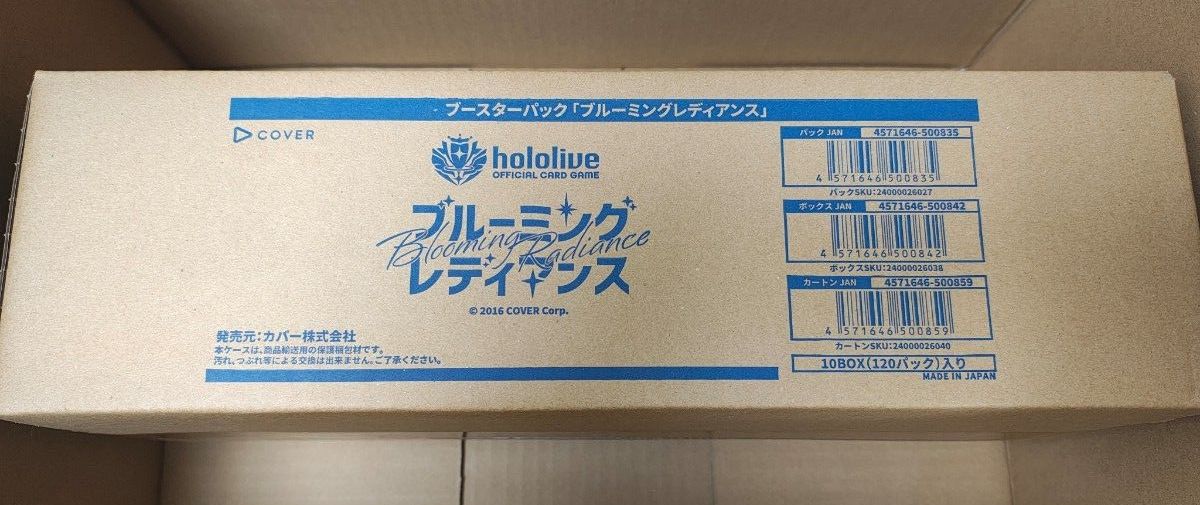 ブースターパック「ブルーミングレディアンス」
COVER
hololive
OFFICIAL CARD GAME
ブルーミング
Blooming Radiance
レディアンス
© 2016 COVER Corp.
発売元:カバー株式会社
本ケースは、商品輸送用の保護梱包材です。
汚れ、つぶれ等による交換は出来ません。ご了承ください。
パック JAN 4571646-500835
4 571646 500835
パックSKU:24000026027
ボックス JAN 4571646-500842
4 571646 500842
ボックスSKU:24000026038
カートン JAN 4571646-500859
4 571646 500859
カートンSKU:24000026040
10BOX(120パック)入り
MADE IN JAPAN